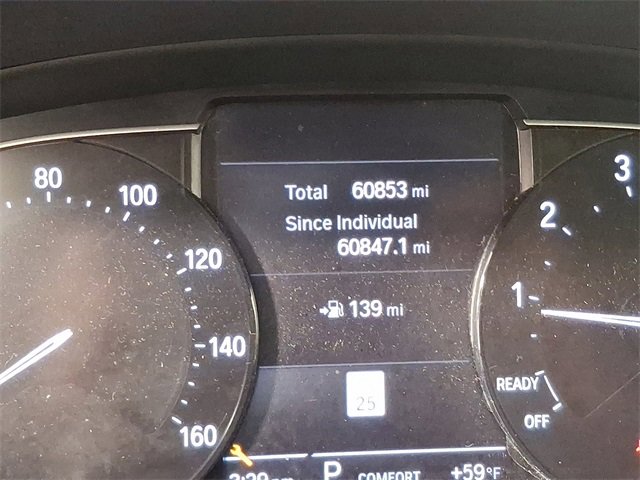 Total 60853 mi
Since Individual
60847.1 mi
139 mi
25
80
100
120
140
160
3
2
1
READY
OFF
P COMFORT +59°F